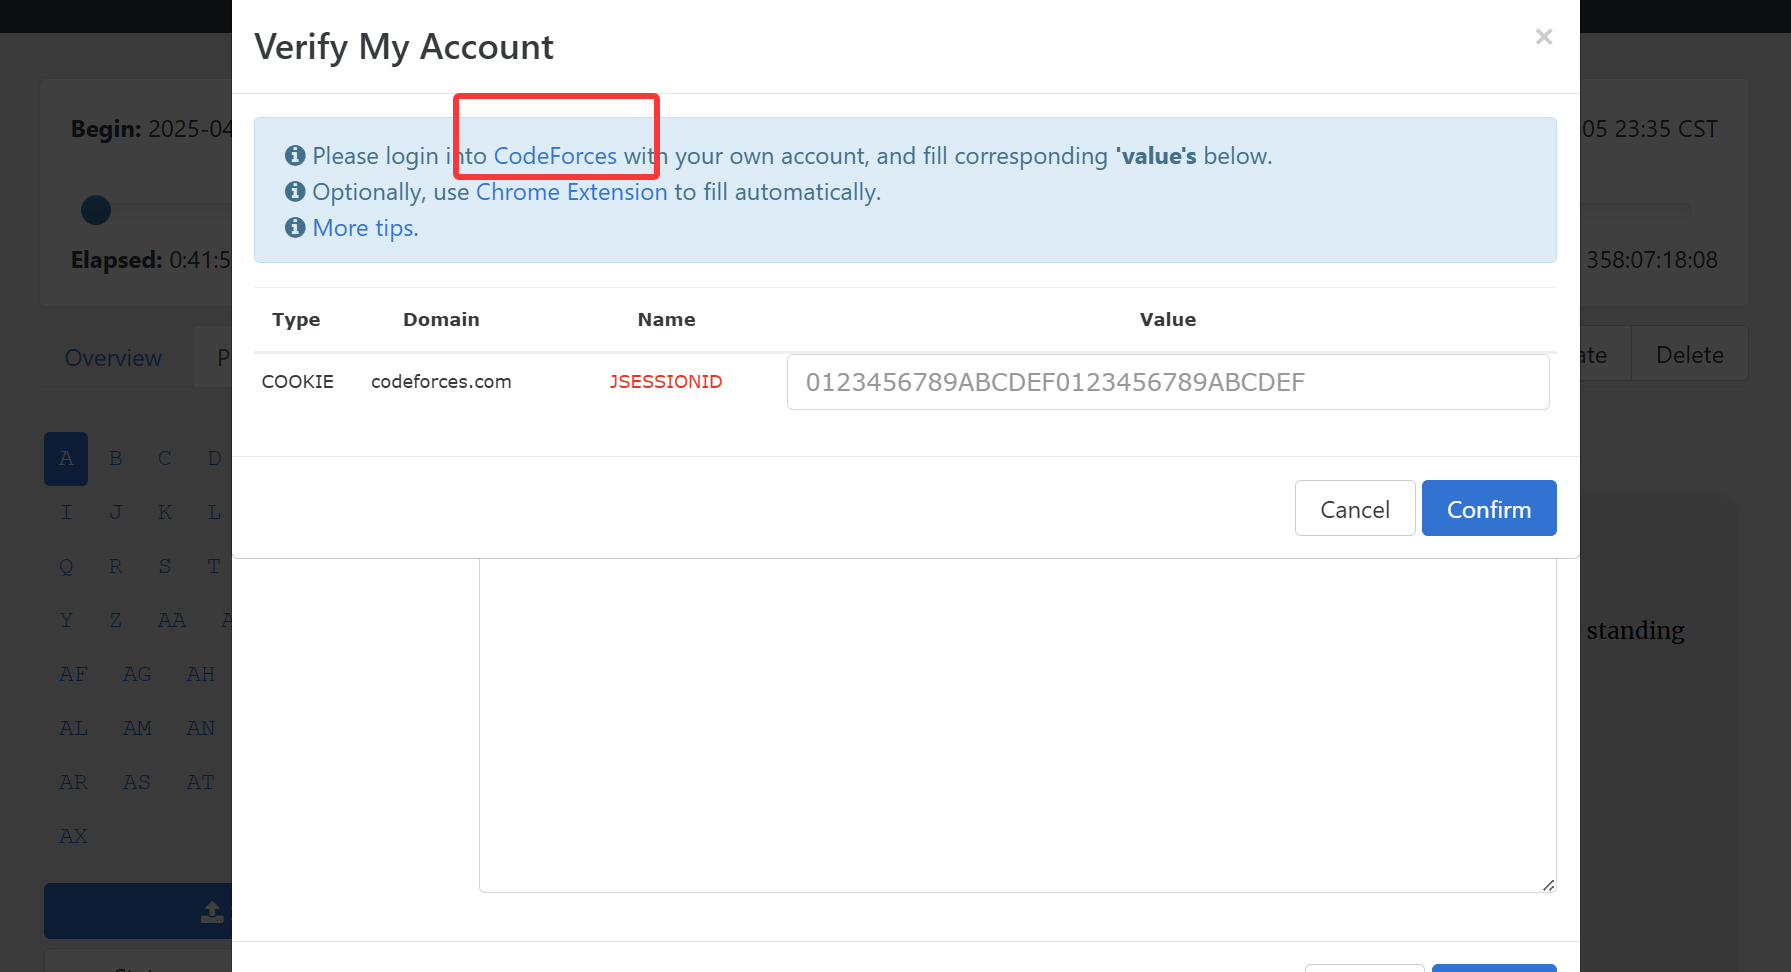 Verify My Account
×
Begin: 2025-04
05 23:35 CST
Please login into CodeForces with your own account, and fill corresponding 'value's below.
Optionally, use Chrome Extension to fill automatically.
More tips.
Elapsed: 0:41:5
358:07:18:08
Type Domain Name Value
COOKIE codeforces.com JSESSIONID 0123456789ABCDEF0123456789ABCDEF
Overview P
ate Delete
A B C D
Cancel Confirm
I J K L
Q R S T
Y Z AA A
standing
AF AG AH
AL AM AN
AR AS AT
AX